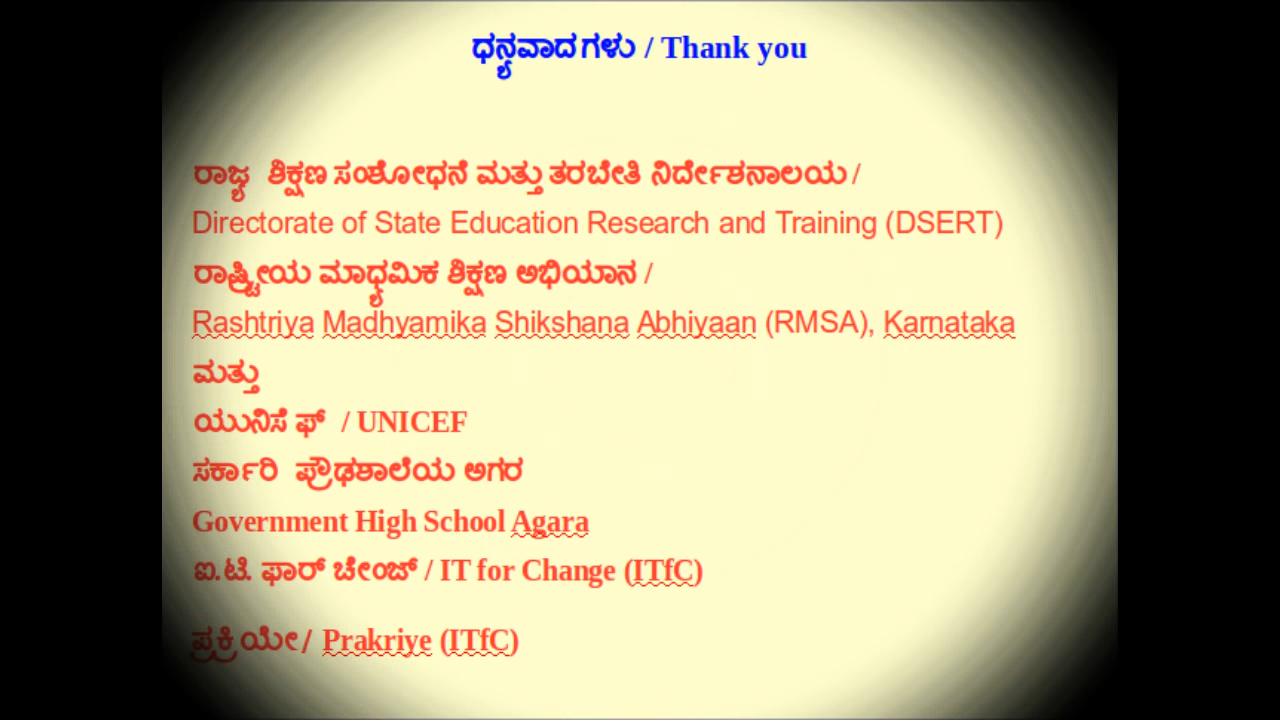 ಧನ್ಯವಾದಗಳು / Thank you
ರಾಜ್ಯ ಶಿಕ್ಷಣ ಸಂಶೋಧನೆ ಮತ್ತು ತರಬೇತಿ ನಿರ್ದೇಶನಾಲಯ /
Directorate of State Education Research and Training (DSERT)
ರಾಷ್ಟ್ರೀಯ ಮಾಧ್ಯಮಿಕ ಶಿಕ್ಷಣ ಅಭಿಯಾನ /
Rashtriya Madhyamika Shikshana Abhiyaan (RMSA), Karnataka
ಮತ್ತು
ಯುನಿಸೆಫ್ / UNICEF
ಸರ್ಕಾರಿ ಪ್ರೌಢಶಾಲೆಯ ಅಗರ
Government High School Agara
ಐ.ಟಿ. ಫಾರ್ ಚೇಂಜ್ / IT for Change (ITfC)
ಪ್ರಕ್ರಿಯೇ/ Prakriye (ITfC)